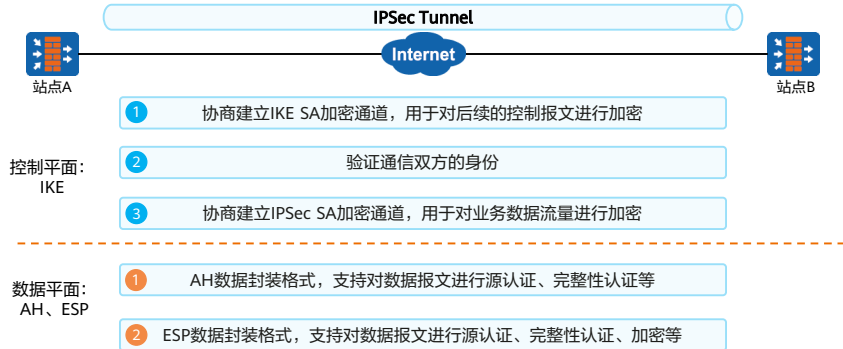 IPSec Tunnel
Internet
站点A
站点B
1 协商建立IKE SA加密通道，用于对后续的控制报文进行加密
控制平面：
IKE
2 验证通信双方的身份
3 协商建立IPSec SA加密通道，用于对业务数据流量进行加密
数据平面：
AH、ESP
1 AH数据封装格式，支持对数据报文进行源认证、完整性认证等
2 ESP数据封装格式，支持对数据报文进行源认证、完整性认证、加密等